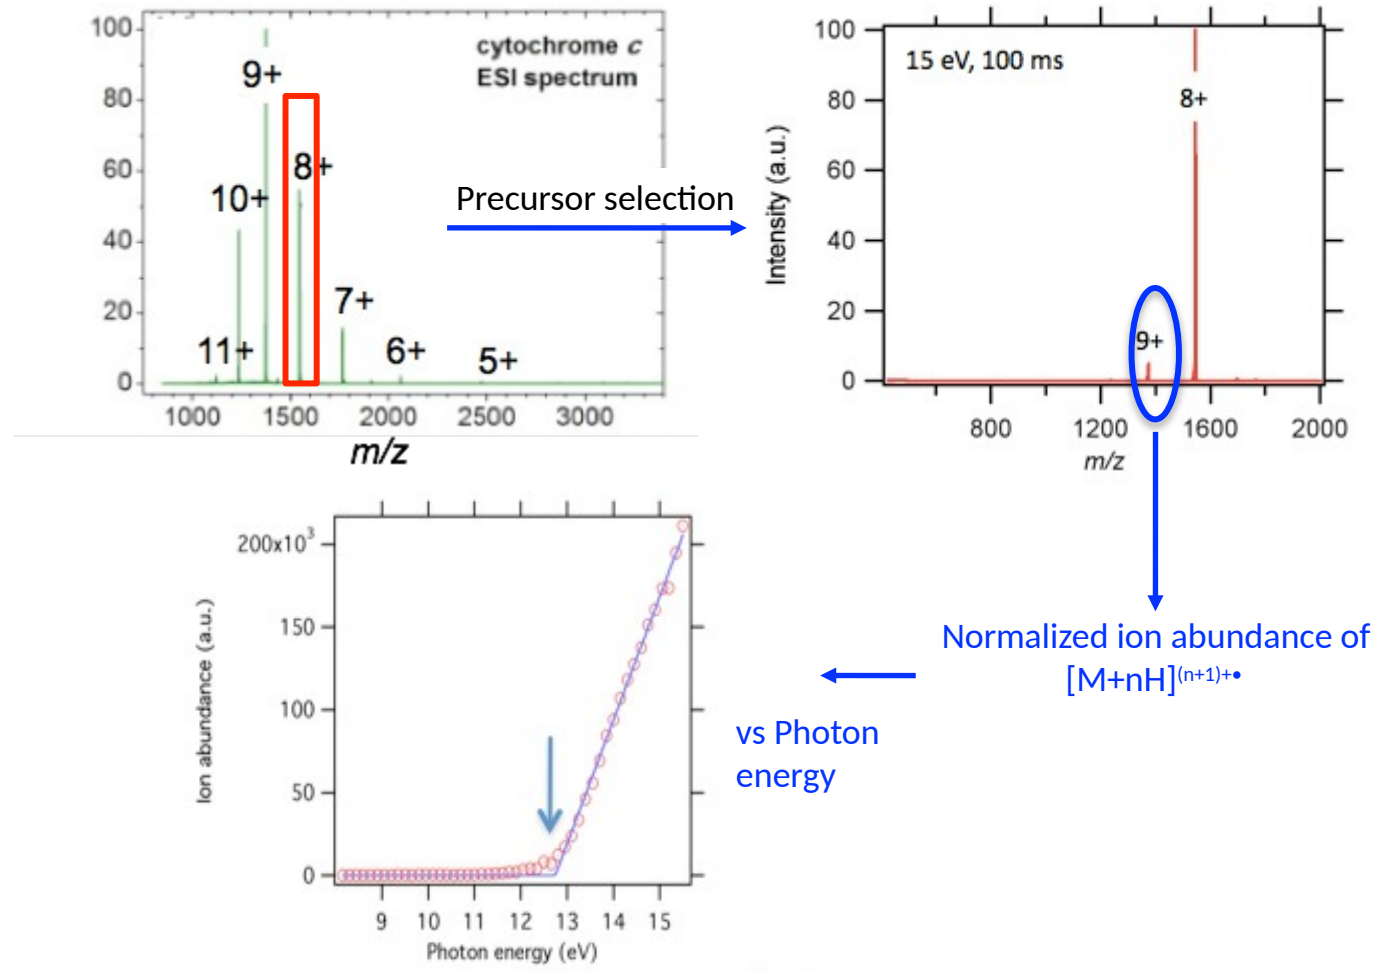 cytochrome c
ESI spectrum
100
80
60
40
20
0
9+
8+
10+
7+
11+
6+
5+
1000 1500 2000 2500 3000
m/z
Precursor selection
15 eV, 100 ms
Intensity (a.u.)
100
80
60
40
20
0
8+
9+
800 1200 1600 2000
m/z
Normalized ion abundance of
[M+nH](n+1)+•
vs Photon
energy
Ion abundance (a.u.)
200x10³
150
100
50
0
9 10 11 12 13 14 15
Photon energy (eV)